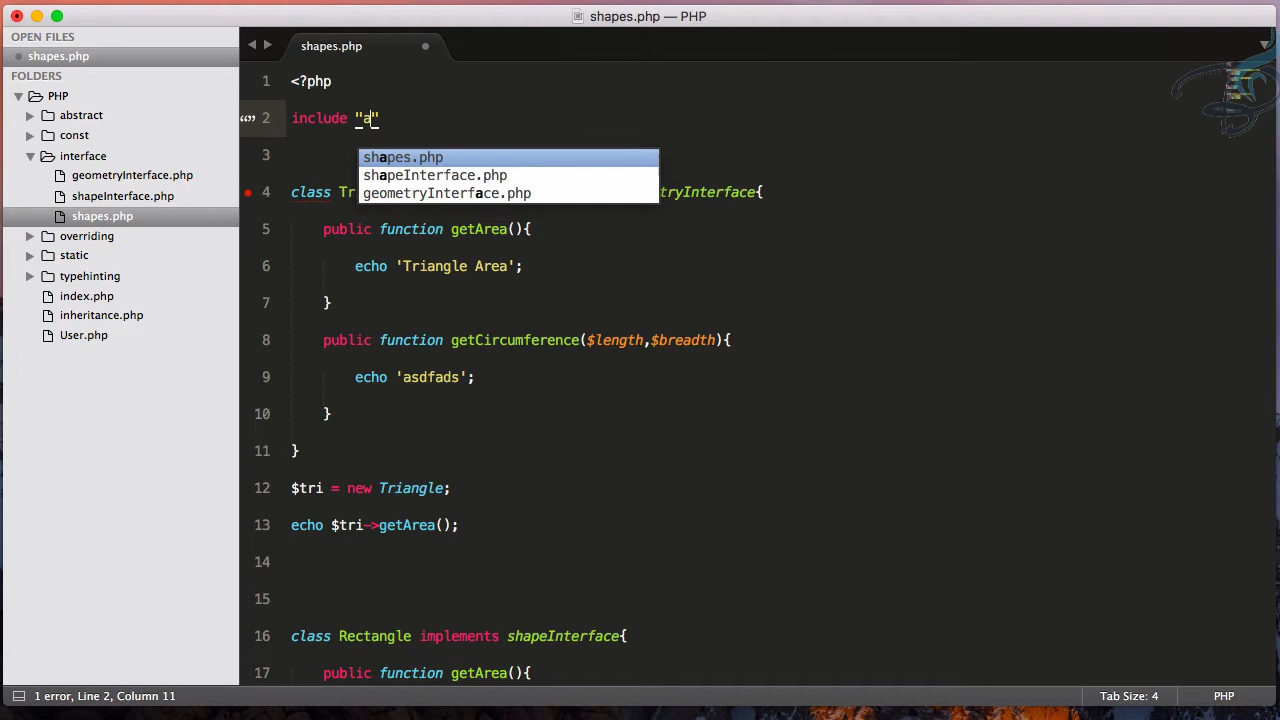 shapes.php — PHP
OPEN FILES
shapes.php
FOLDERS
PHP
abstract
const
interface
geometryInterface.php
shapeInterface.php
shapes.php
overriding
static
typehinting
index.php
inheritance.php
User.php
shapes.php
1 <?php
2 include "a"
3
shapes.php
shapeInterface.php
geometryInterface.php
4 class Tr tryInterface{
5 public function getArea(){
6 echo 'Triangle Area';
7 }
8 public function getCircumference($length,$breadth){
9 echo 'asdfads';
10 }
11 }
12 $tri = new Triangle;
13 echo $tri->getArea();
14
15
16 class Rectangle implements shapeInterface{
17 public function getArea(){
1 error, Line 2, Column 11
Tab Size: 4
PHP